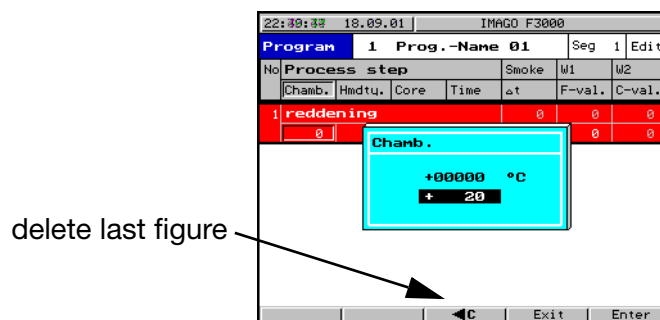 22: 18.09.01 IMAGO F3000
Program 1 Prog.-Name 01 Seg 1 Edit
No Process step Smoke W1 W2
Chamb. Hmdty. Core Time Δt F-val. C-val.
1 reddening 0 0 0
0 0 0
Chamb.
+00000 °C
+ 20
delete last figure
◀C Exit Enter